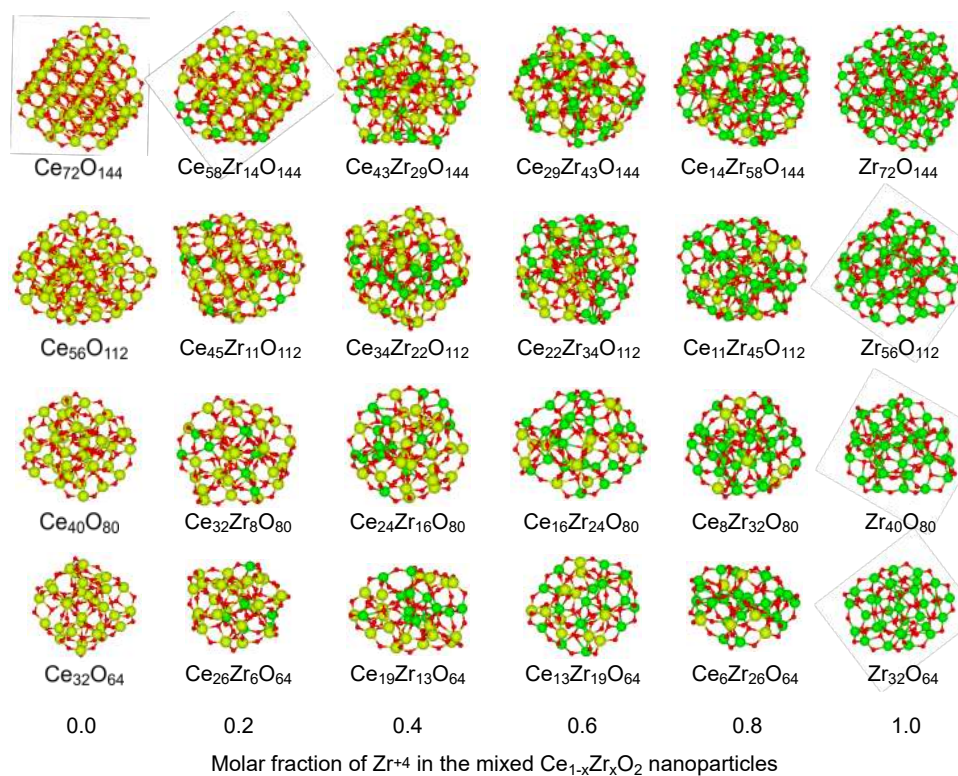 Ce₇₂O₁₄₄ Ce₅₈Zr₁₄O₁₄₄ Ce₄₃Zr₂₉O₁₄₄ Ce₂₉Zr₄₃O₁₄₄ Ce₁₄Zr₅₈O₁₄₄ Zr₇₂O₁₄₄
Ce₅₆O₁₁₂ Ce₄₅Zr₁₁O₁₁₂ Ce₃₄Zr₂₂O₁₁₂ Ce₂₂Zr₃₄O₁₁₂ Ce₁₁Zr₄₅O₁₁₂ Zr₅₆O₁₁₂
Ce₄₀O₈₀ Ce₃₂Zr₈O₈₀ Ce₂₄Zr₁₆O₈₀ Ce₁₆Zr₂₄O₈₀ Ce₈Zr₃₂O₈₀ Zr₄₀O₈₀
Ce₃₂O₆₄ Ce₂₆Zr₆O₆₄ Ce₁₉Zr₁₃O₆₄ Ce₁₃Zr₁₉O₆₄ Ce₆Zr₂₆O₆₄ Zr₃₂O₆₄
0.0 0.2 0.4 0.6 0.8 1.0
Molar fraction of Zr⁺⁴ in the mixed Ce₁₋ₓZrₓO₂ nanoparticles